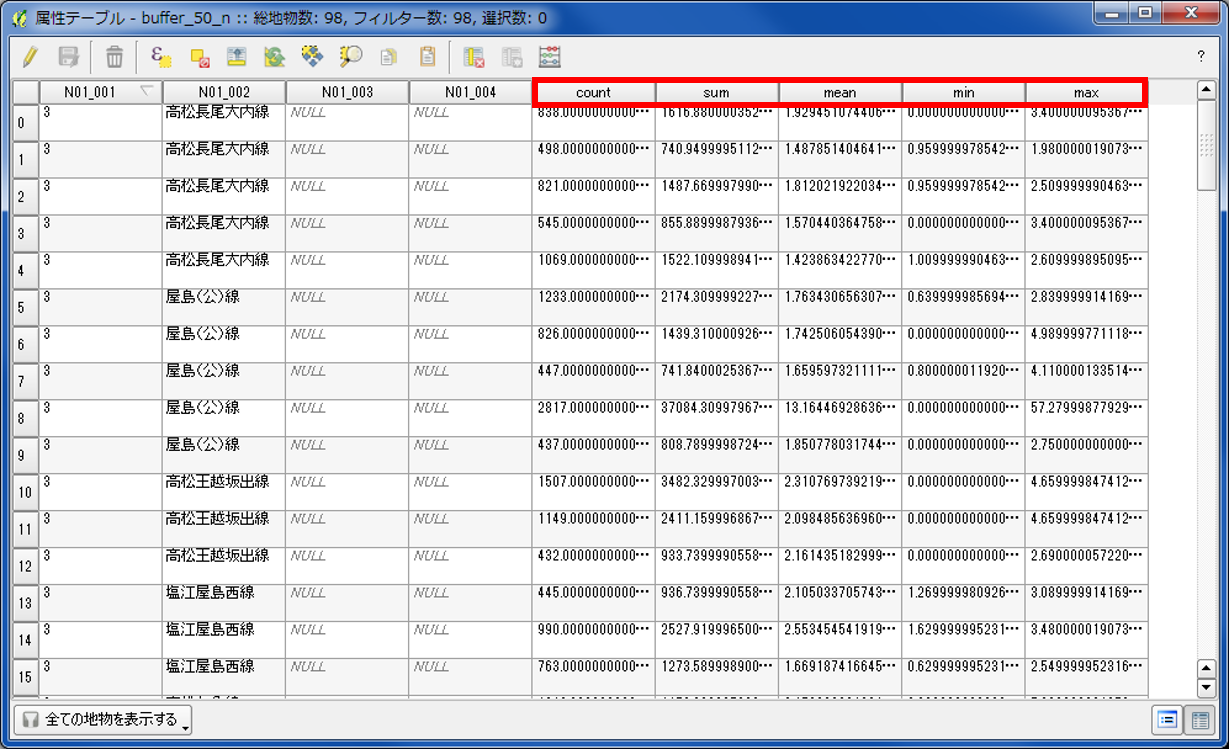 属性テーブル - buffer_50_n :: 総地物数: 98, フィルター数: 98, 選択数: 0
?
N01_001 N01_002 N01_003 N01_004 count sum mean min max
0 3 高松長尾大内線 NULL NULL 838.0000000000… 1616.880000352… 1.929451074406… 0.000000000000… 3.400000095367…
1 3 高松長尾大内線 NULL NULL 498.0000000000… 740.9499995112… 1.487851404641… 0.959999978542… 1.980000019073…
2 3 高松長尾大内線 NULL NULL 821.0000000000… 1487.669997990… 1.812021922034… 0.959999978542… 2.509999990463…
3 3 高松長尾大内線 NULL NULL 545.0000000000… 855.8899987936… 1.570440364758… 0.000000000000… 3.400000095367…
4 3 高松長尾大内線 NULL NULL 1069.000000000… 1522.109998941… 1.423863422770… 1.009999990463… 2.609999895095…
5 3 屋島(公)線 NULL NULL 1233.000000000… 2174.309999227… 1.763430656307… 0.639999985694… 2.839999914169…
6 3 屋島(公)線 NULL NULL 826.0000000000… 1439.310000926… 1.742506054390… 0.000000000000… 4.989999771118…
7 3 屋島(公)線 NULL NULL 447.0000000000… 741.8400025367… 1.659597321111… 0.800000011920… 4.110000133514…
8 3 屋島(公)線 NULL NULL 2817.000000000… 37084.30997967… 13.16446928636… 0.000000000000… 57.27999877929…
9 3 屋島(公)線 NULL NULL 437.0000000000… 808.7899998724… 1.850778031744… 0.000000000000… 2.750000000000…
10 3 高松王越坂出線 NULL NULL 1507.000000000… 3482.329997003… 2.310769739219… 0.000000000000… 4.659999847412…
11 3 高松王越坂出線 NULL NULL 1149.000000000… 2411.159996867… 2.098485636960… 0.000000000000… 4.659999847412…
12 3 高松王越坂出線 NULL NULL 432.0000000000… 933.7399990558… 2.161435182999… 0.000000000000… 2.690000057220…
13 3 塩江屋島西線 NULL NULL 445.0000000000… 936.7399990558… 2.105033705743… 1.269999980926… 3.089999914169…
14 3 塩江屋島西線 NULL NULL 990.0000000000… 2527.919996500… 2.553454541919… 1.629999995231… 3.480000019073…
15 3 塩江屋島西線 NULL NULL 763.0000000000… 1273.589998900… 1.669187416645… 0.629999995231… 2.549999952316…
全ての地物を表示する